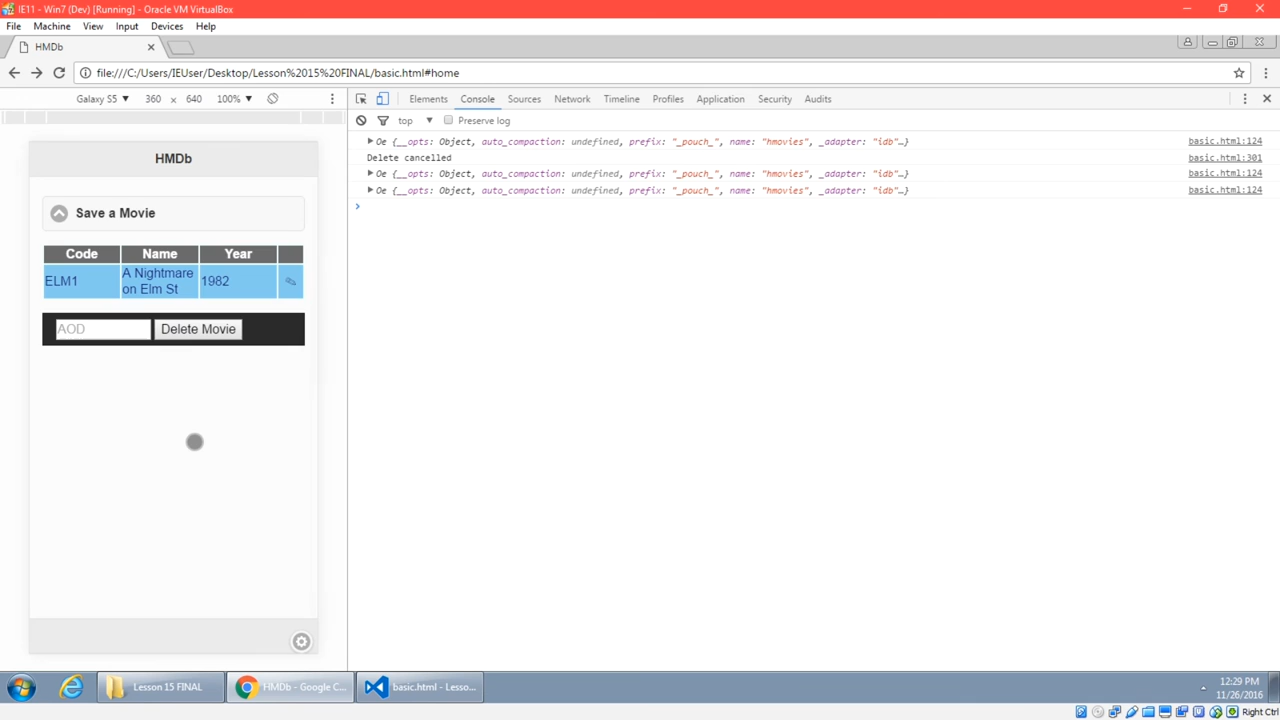 IE11 - Win7 (Dev) [Running] - Oracle VM VirtualBox
File Machine View Input Devices Help
HMDb
file:///C:/Users/IEUser/Desktop/Lesson%2015%20FINAL/basic.html#home
Galaxy S5 ▼ 360 × 640 100% ▼
Elements Console Sources Network Timeline Profiles Application Security Audits
top ▼ Preserve log
HMDb
Save a Movie
Code Name Year
ELM1 A Nightmare 1982
on Elm St
AOD Delete Movie
Oe {__opts: Object, auto_compaction: undefined, prefix: "_pouch_", name: "hmovies", _adapter: "idb"…} basic.html:124
Delete cancelled basic.html:301
Oe {__opts: Object, auto_compaction: undefined, prefix: "_pouch_", name: "hmovies", _adapter: "idb"…} basic.html:124
Oe {__opts: Object, auto_compaction: undefined, prefix: "_pouch_", name: "hmovies", _adapter: "idb"…} basic.html:124
Lesson 15 FINAL HMDb - Google C... basic.html - Lesso...
12:29 PM
11/26/2016
Right Ctrl